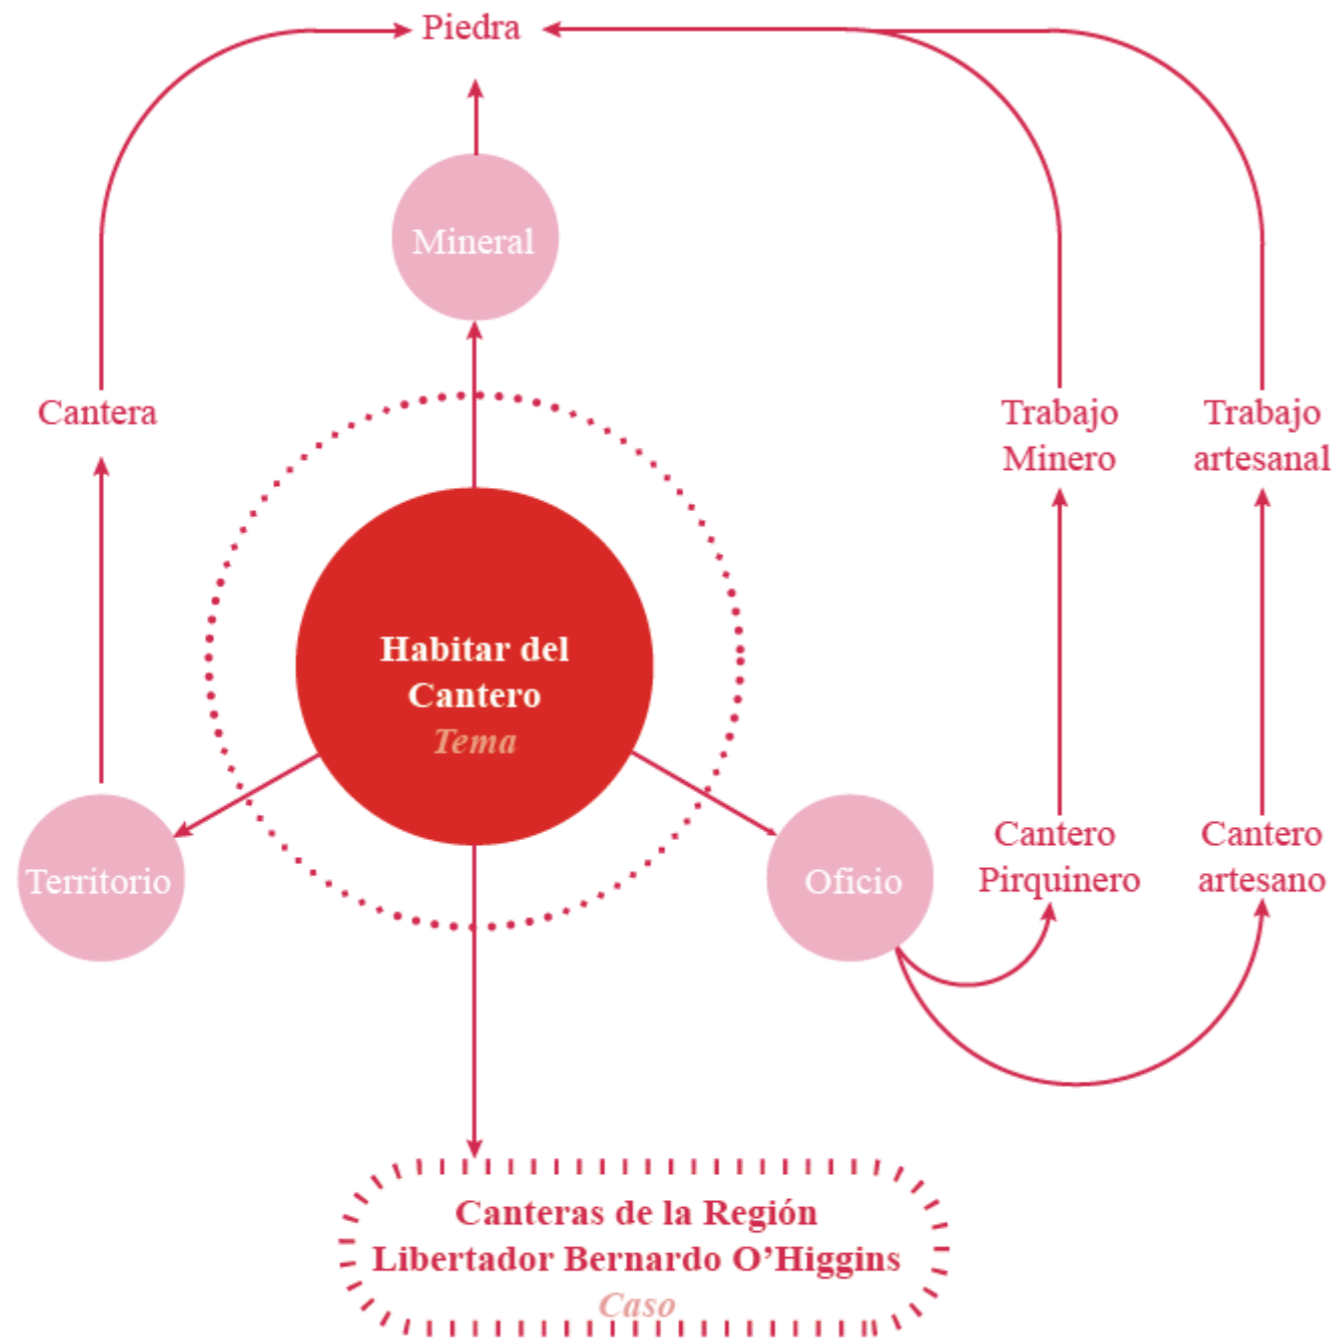 Piedra
Mineral
Cantera
Trabajo
Minero
Trabajo
artesanal
Habitar del
Cantero
Tema
Territorio
Oficio
Cantero
Pirquinero
Cantero
artesano
Canteras de la Región
Libertador Bernardo O’Higgins
Caso